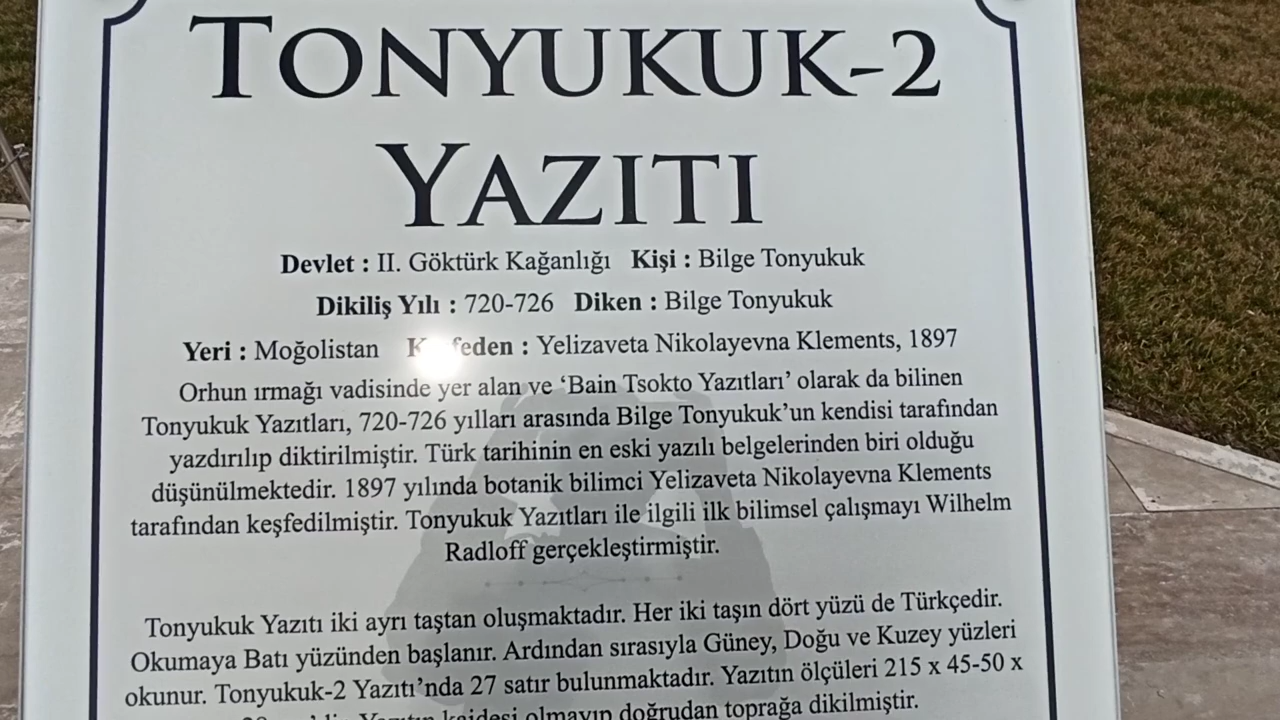 TONYUKUK-2
YAZITI
Devlet : II. Göktürk Kağanlığı Kişi : Bilge Tonyukuk
Dikiliş Yılı : 720-726 Diken : Bilge Tonyukuk
Yeri : Moğolistan : Yelizaveta Nikolayevna Klements, 1897
Orhun ırmağı vadisinde yer alan ve ‘Bain Tsokto Yazıtları’ olarak da bilinen
Tonyukuk Yazıtları, 720-726 yılları arasında Bilge Tonyukuk’un kendisi tarafından
yazdırılıp diktirilmiştir. Türk tarihinin en eski yazılı belgelerinden biri olduğu
düşünülmektedir. 1897 yılında botanik bilimci Yelizaveta Nikolayevna Klements
tarafından keşfedilmiştir. Tonyukuk Yazıtları ile ilgili ilk bilimsel çalışmayı Wilhelm
Radloff gerçekleştirmiştir.
Tonyukuk Yazıtı iki ayrı taştan oluşmaktadır. Her iki taşın dört yüzü de Türkçedir.
Okumaya Batı yüzünden başlanır. Ardından sırasıyla Güney, Doğu ve Kuzey yüzleri
okunur. Tonyukuk-2 Yazıtı’nda 27 satır bulunmaktadır. Yazıtın ölçüleri 215 x 45-50 x
kaidesi olmayıp doğrudan toprağa dikilmiştir.